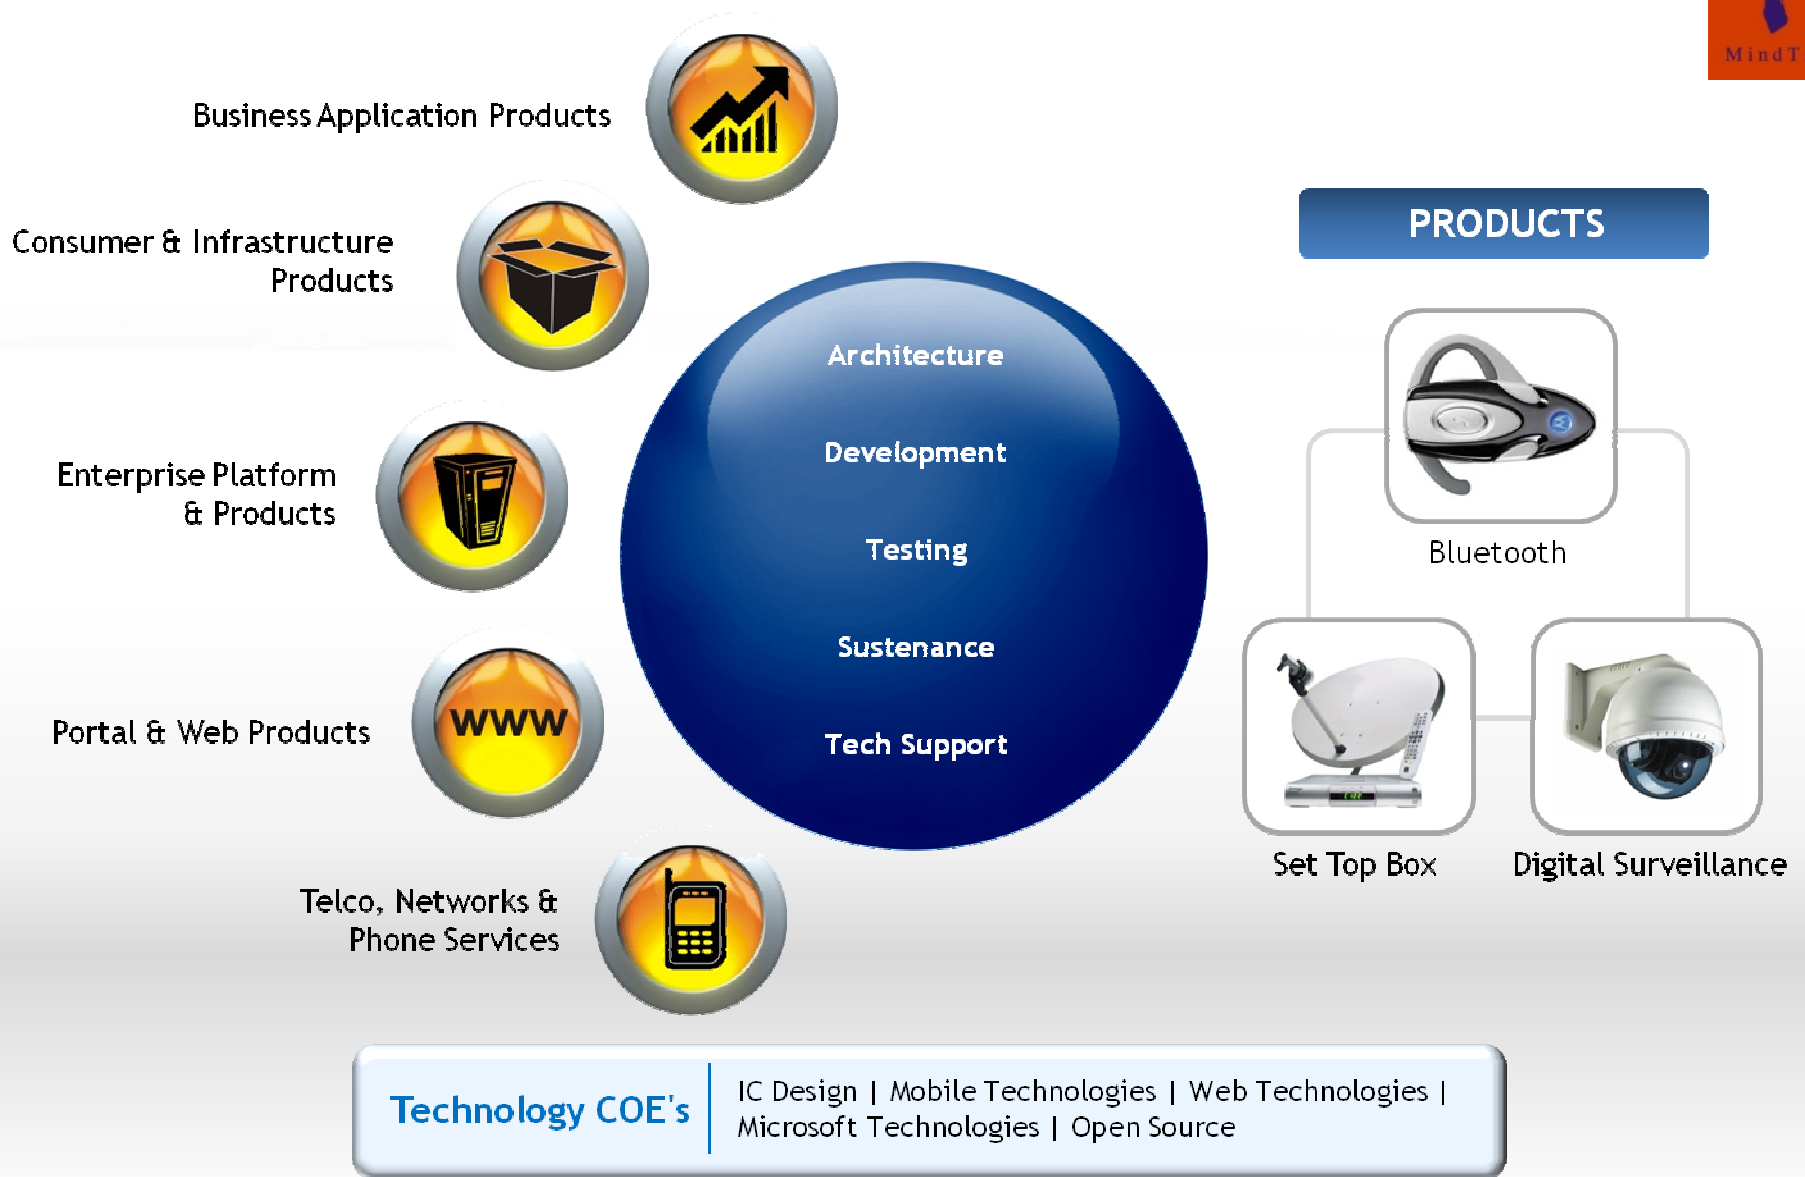 MindT
Business Application Products
Consumer & Infrastructure
Products
Enterprise Platform
& Products
Portal & Web Products
WWW
Telco, Networks &
Phone Services
Architecture
Development
Testing
Sustenance
Tech Support
PRODUCTS
Bluetooth
Set Top Box
Digital Surveillance
Technology COE's
IC Design | Mobile Technologies | Web Technologies |
Microsoft Technologies | Open Source